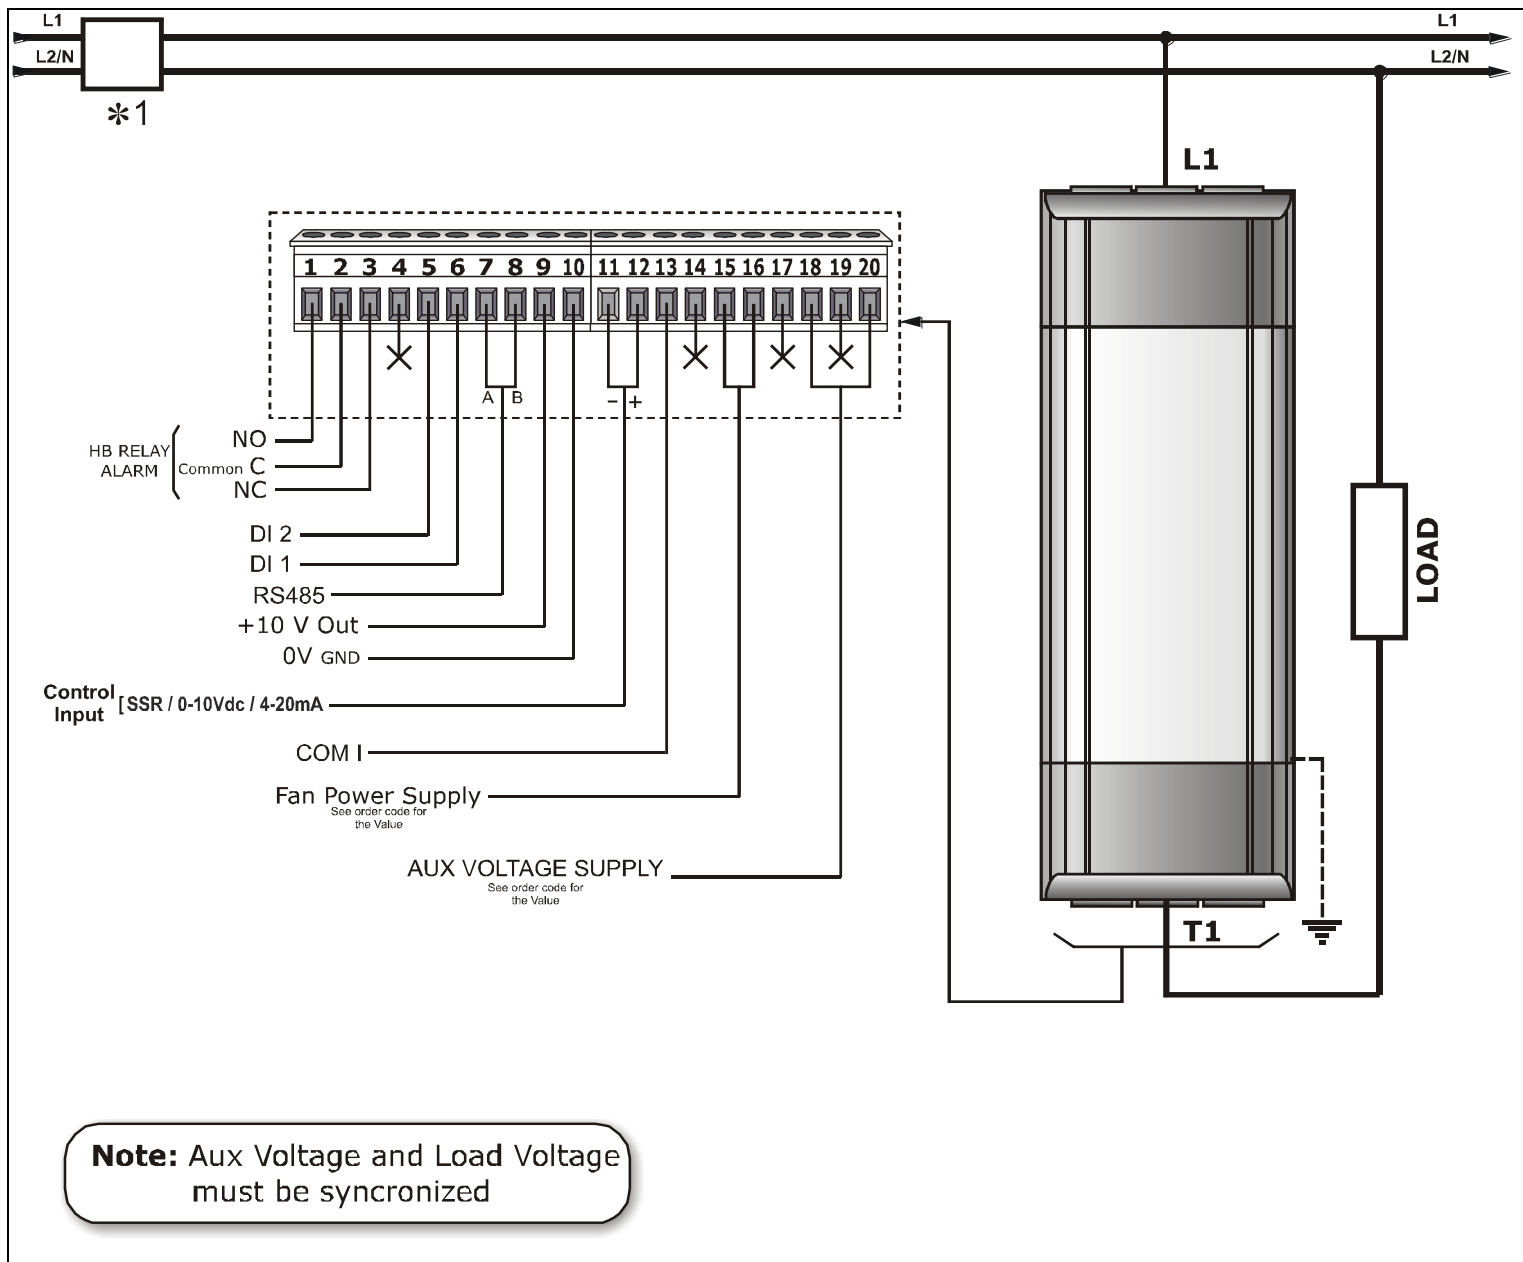 L1
L1
L2/N
L2/N
*1
L1
1 2 3 4 5 6 7 8 9 10 11 12 13 14 15 16 17 18 19 20
A B
− +
HB RELAY
ALARM
NO
Common C
NC
DI 2
DI 1
RS485
+10 V Out
0V GND
Control
Input
[SSR / 0-10Vdc / 4-20mA
COM I
Fan Power Supply
See order code for
the Value
AUX VOLTAGE SUPPLY
See order code for
the Value
LOAD
T1
Note: Aux Voltage and Load Voltage
must be syncronized